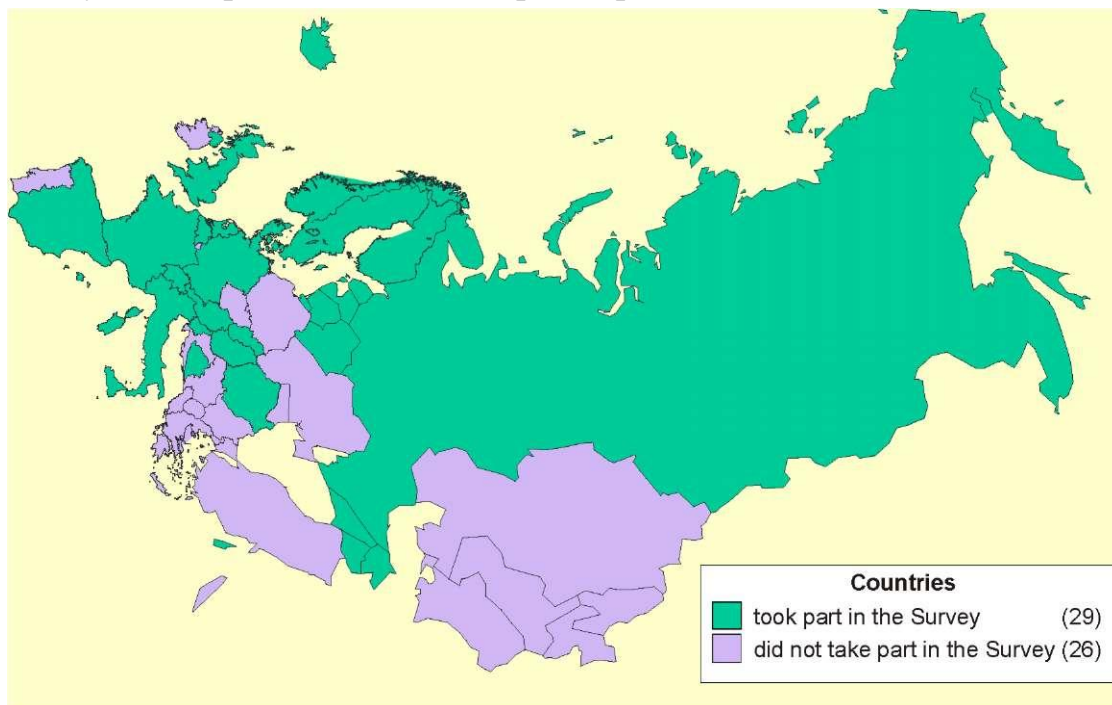 Countries
took part in the Survey (29)
did not take part in the Survey (26)